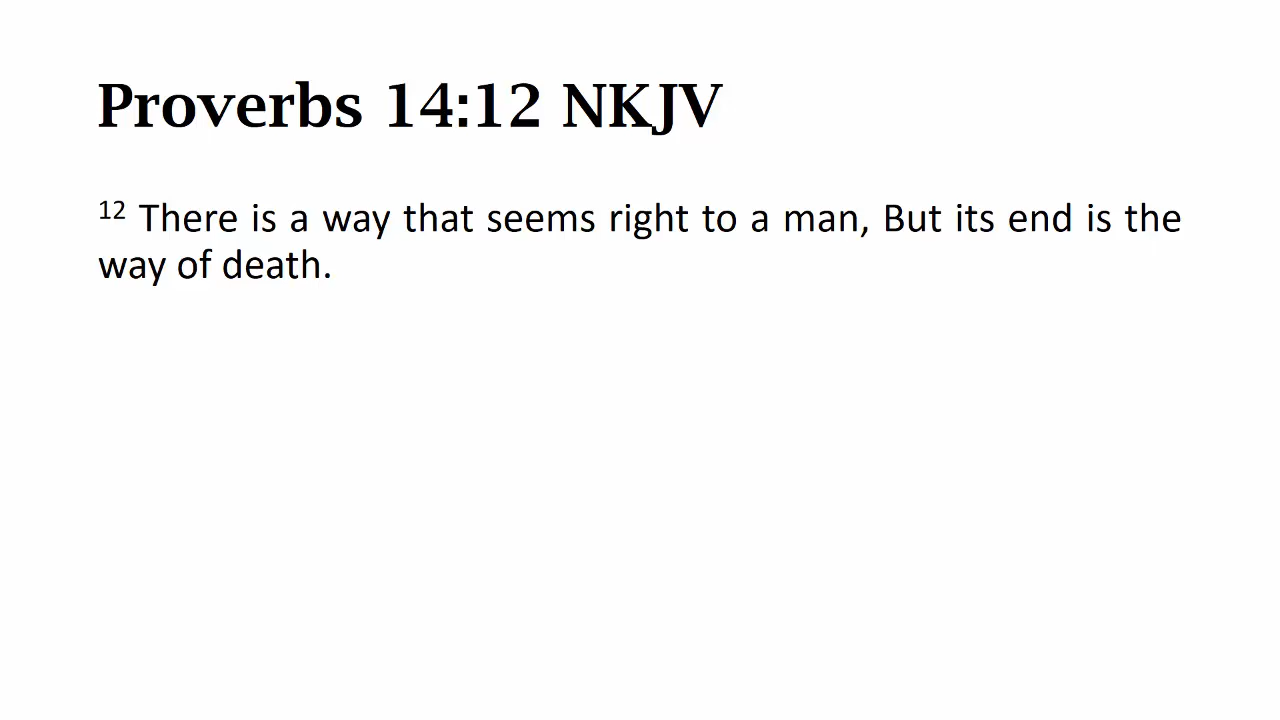 Proverbs 14:12 NKJV
12 There is a way that seems right to a man, But its end is the
way of death.